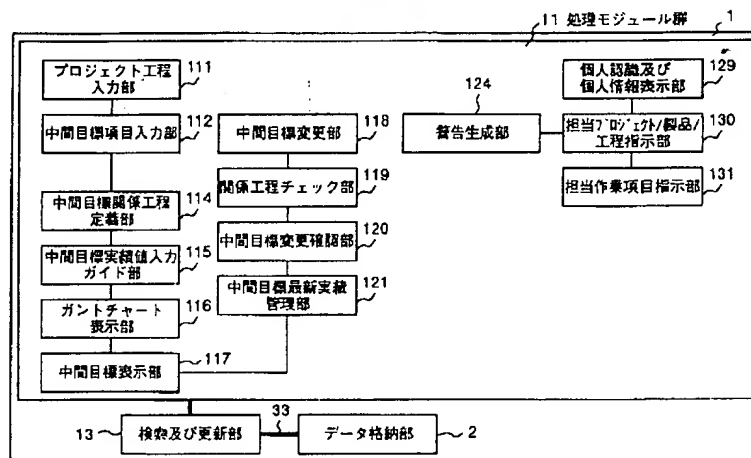 11 処理モジュール群
1
プロジェクト工程
入力部
111
中間目標項目入力部
112
中間目標関係工程
定義部
114
中間目標実績値入力
ガイド部
115
ガントチャート
表示部
116
中間目標表示部
117
中間目標変更部
118
関係工程チェック部
119
中間目標変更確認部
120
中間目標最新実績
管理部
121
124
警告生成部
個人認識及び
個人情報表示部
129
担当プロジェクト/製品/
工程指示部
130
担当作業項目指示部
131
13
検索及び更新部
33
データ格納部
2